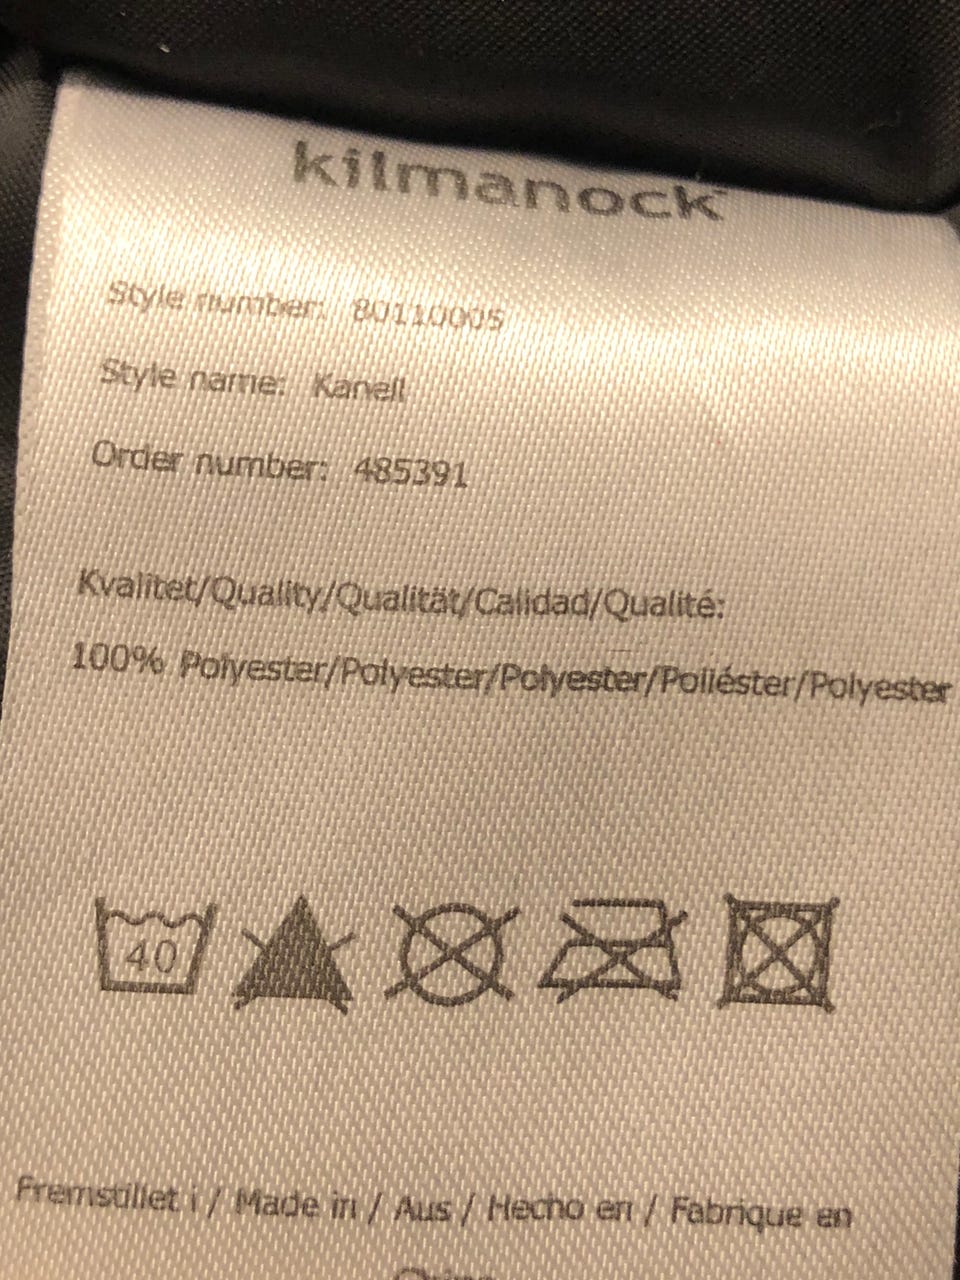 kilmanock
Style number: 80110005
Style name: Kanell
Order number: 485391
Kvalitet/Quality/Qualität/Calidad/Qualité:
100% Polyester/Polyester/Polyester/Poliéster/Polyester
40
Fremstillet i / Made in / Aus / Hecho en / Fabrique en